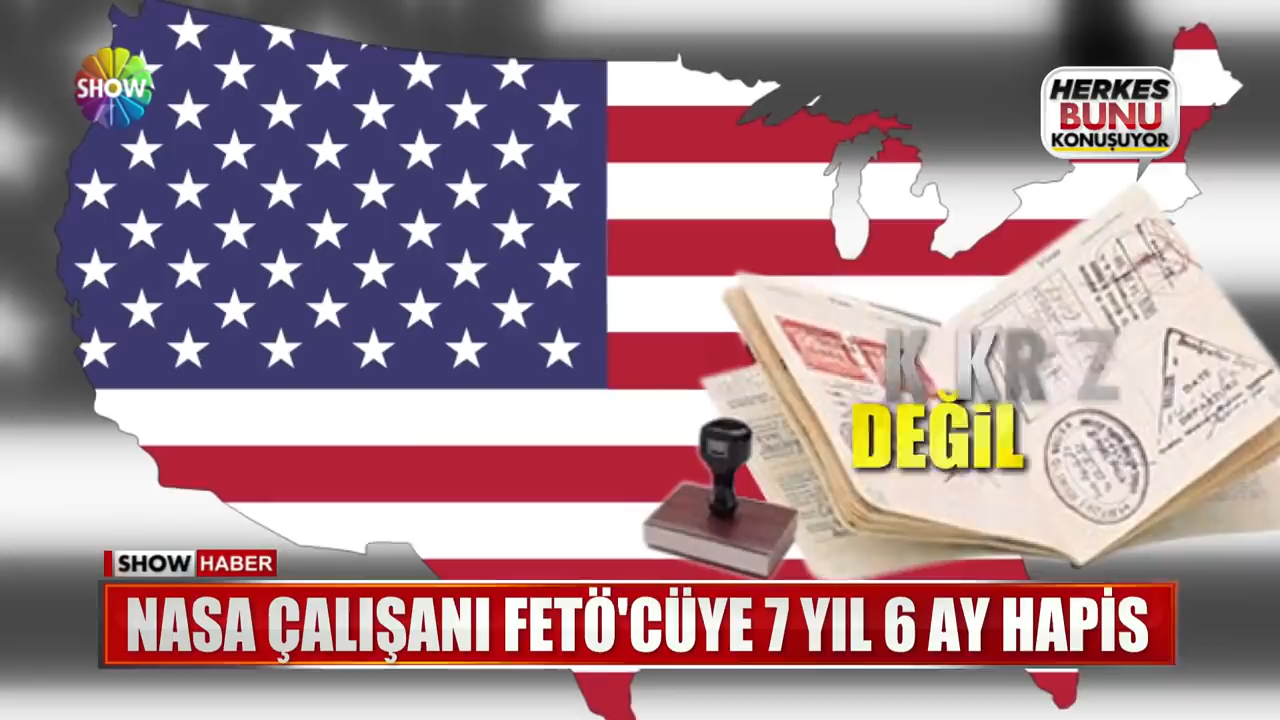 SHOW
HERKES
BUNU
KONUŞUYOR
DEĞİL
SHOW HABER
NASA ÇALIŞANI FETÖ'CÜYE 7 YIL 6 AY HAPİS